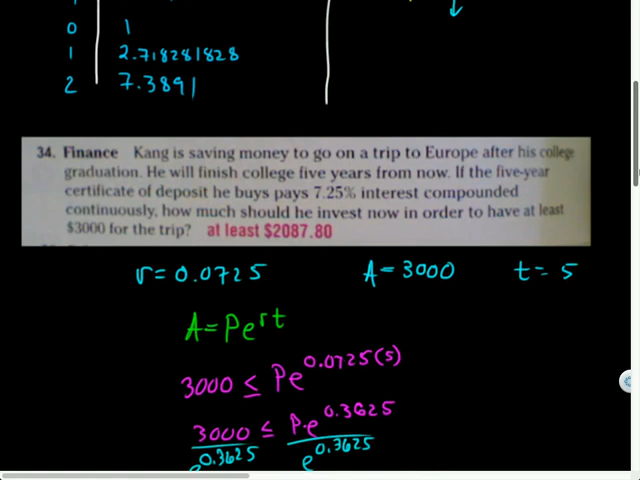 0 1
1 2.718281828
2 7.3891
34. Finance Kang is saving money to go on a trip to Europe after his college
graduation. He will finish college five years from now. If the five-year
certificate of deposit he buys pays 7.25% interest compounded
continuously, how much should he invest now in order to have at least
$3000 for the trip? at least $2087.80
r = 0.0725 A = 3000 t = 5
A = Pe^rt
3000 ≤ Pe^0.0725(5)
3000 ≤ P·e^0.3625
e^0.3625 e^0.3625